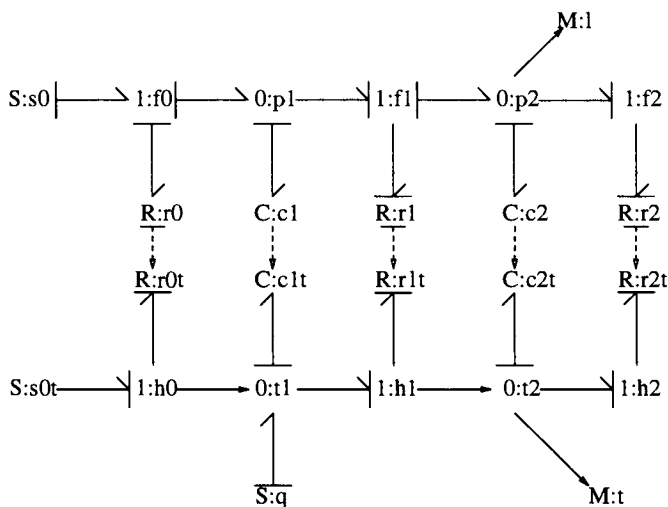 M:l
S:s0 1:f0 0:p1 1:f1 0:p2 1:f2
R:r0 C:c1 R:r1 C:c2 R:r2
R:r0t C:c1t R:r1t C:c2t R:r2t
S:s0t 1:h0 0:t1 1:h1 0:t2 1:h2
S:q M:t